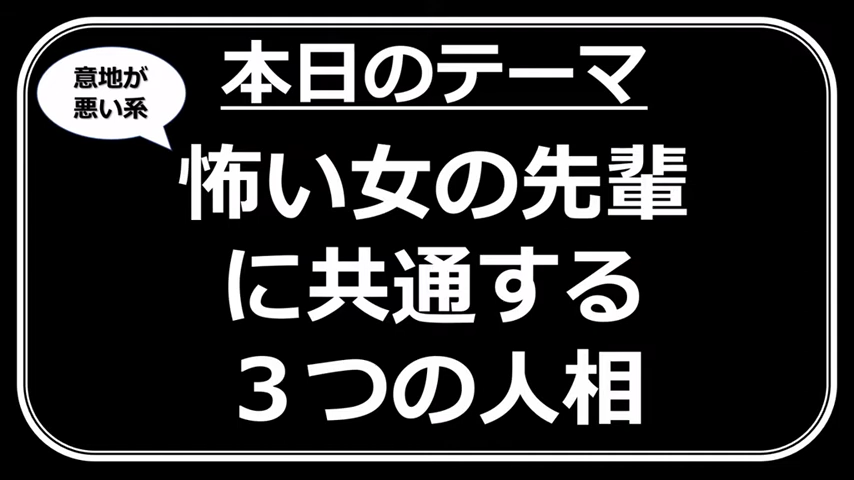 意地が
悪い系
本日のテーマ
怖い女の先輩
に共通する
３つの人相